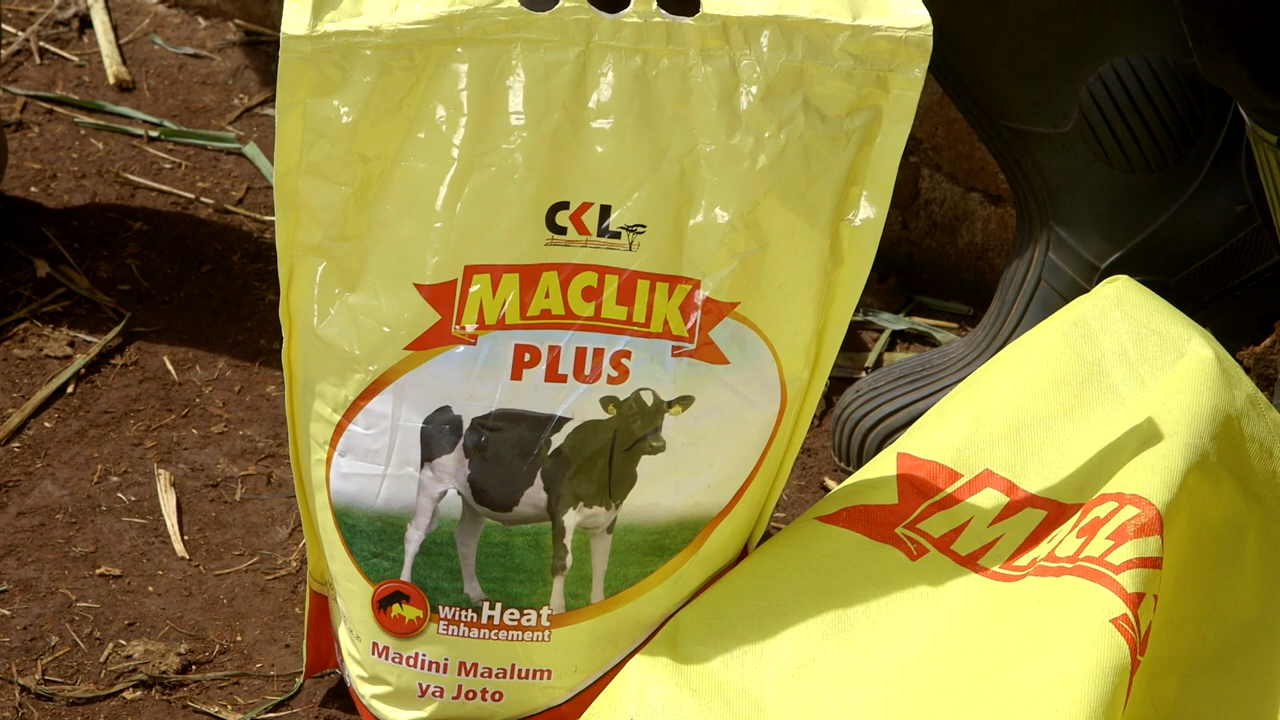 CKL
MACLIK
PLUS
With Heat
Enhancement
Madini Maalum
ya Joto